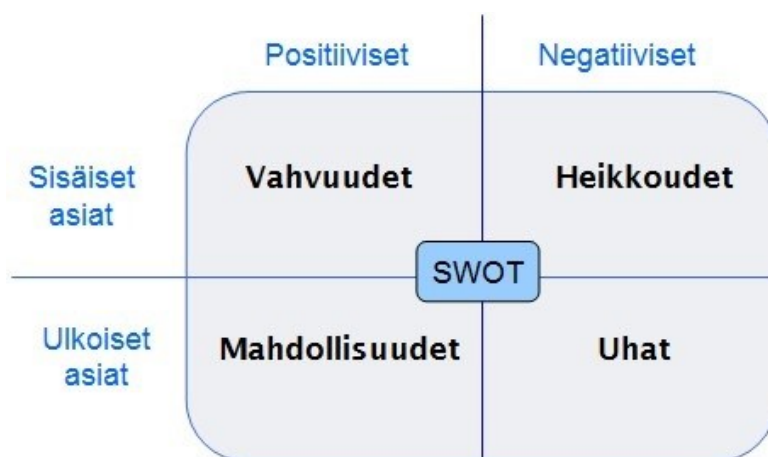 Positiiviset
Negatiiviset
Sisäiset
asiat
Vahvuudet
Heikkoudet
SWOT
Ulkoiset
asiat
Mahdollisuudet
Uhat